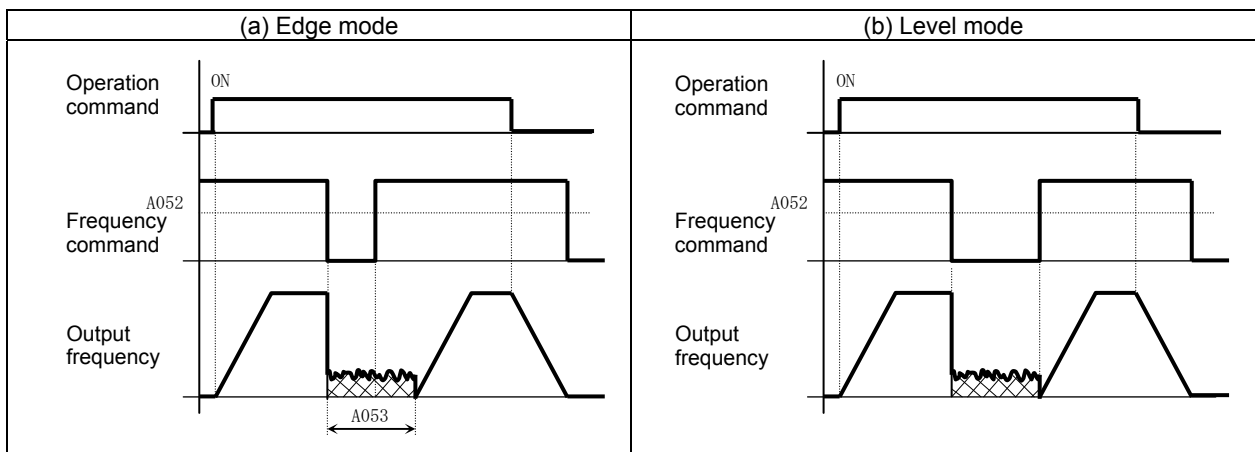 (a) Edge mode
(b) Level mode
Operation
command
ON
A052
Frequency
command
Output
frequency
A053
Operation
command
ON
A052
Frequency
command
Output
frequency